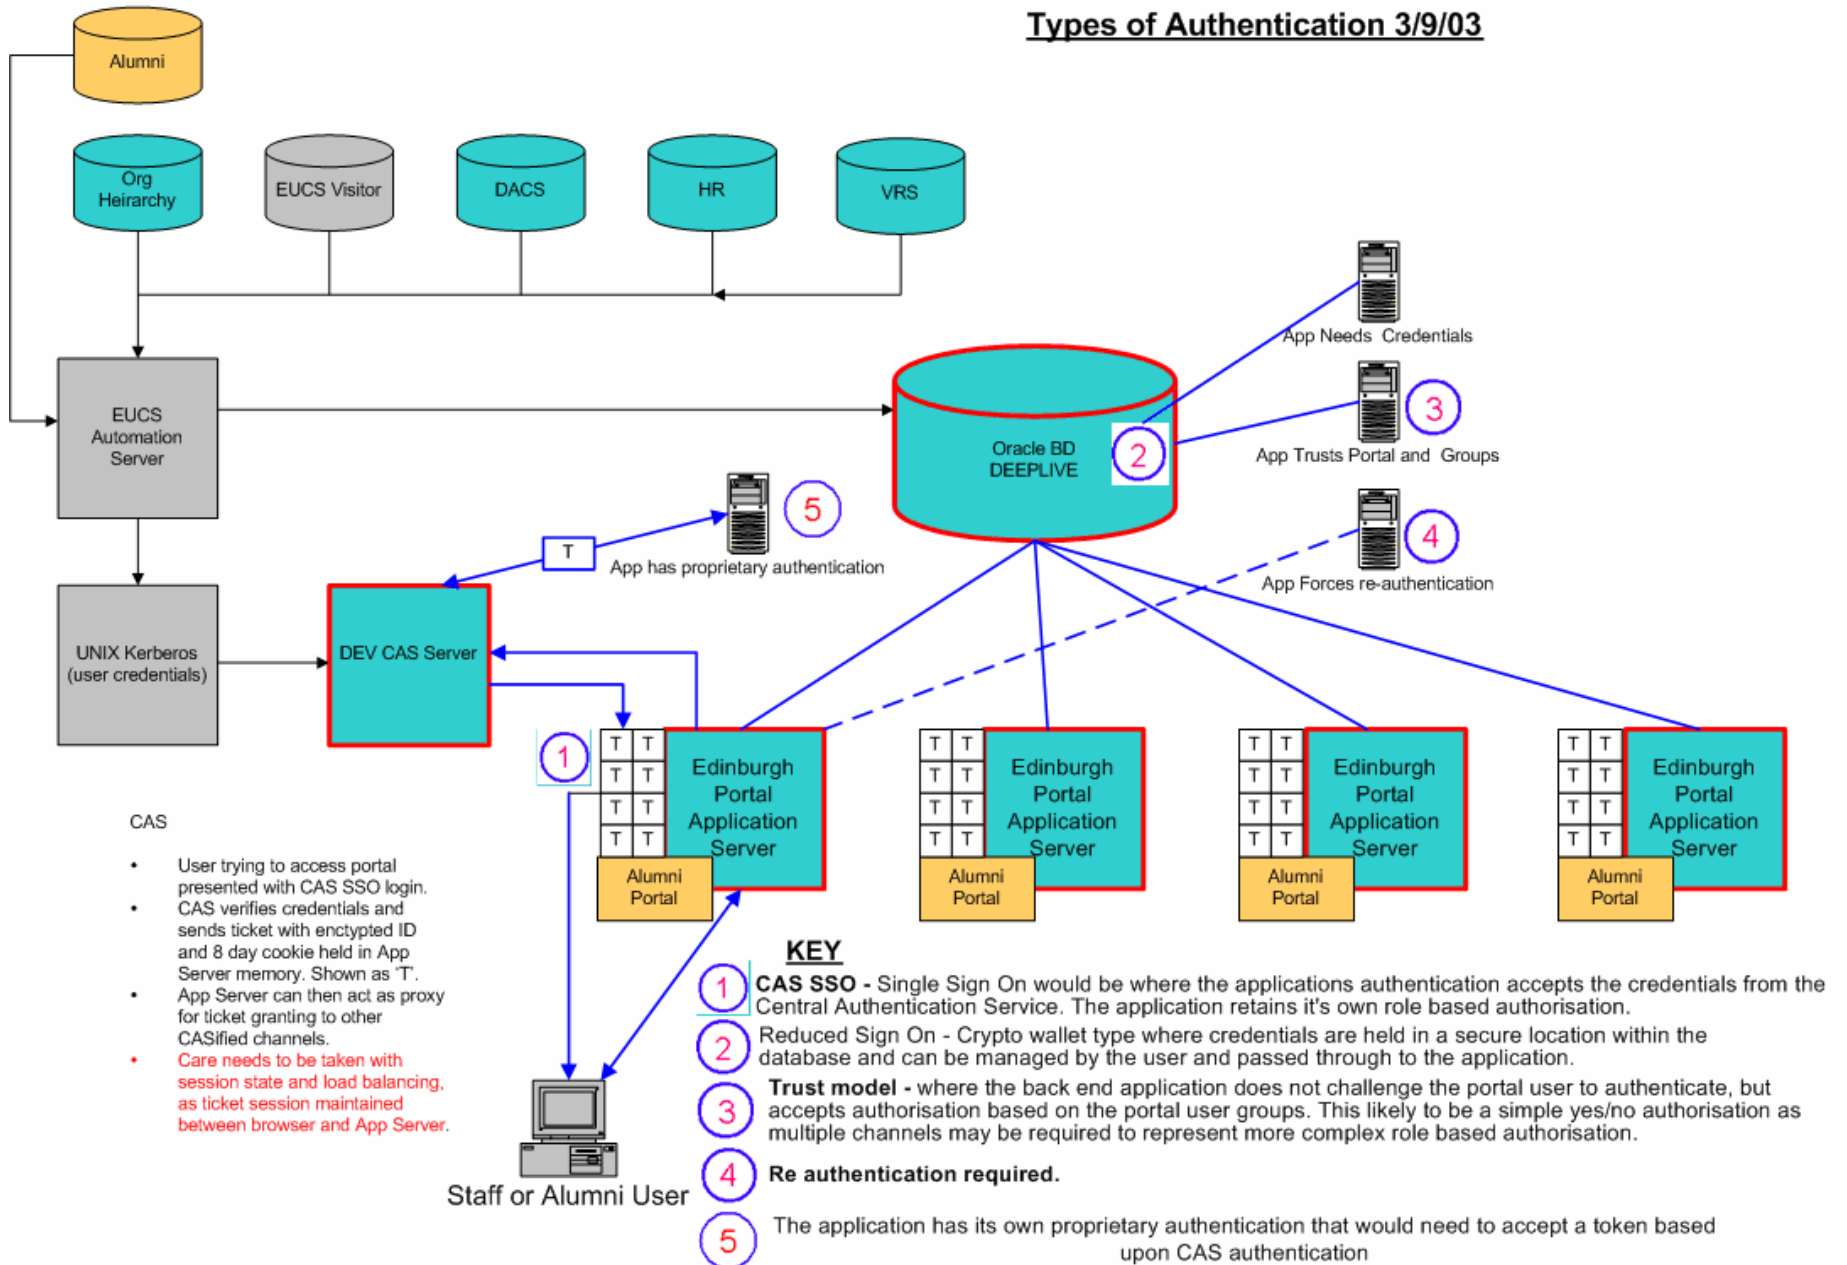 Types of Authentication 3/9/03
Alumni
Org
Heirarchy
EUCS Visitor
DACS
HR
VRS
App Needs Credentials
EUCS
Automation
Server
Oracle BD
DEEPLIVE
2
3
App Trusts Portal and Groups
5
T
App has proprietary authentication
4
App Forces re-authentication
UNIX Kerberos
(user credentials)
DEV CAS Server
1
T T
T T
T T
T T
Edinburgh
Portal
Application
Server
Alumni
Portal
T T
T T
T T
T T
Edinburgh
Portal
Application
Server
Alumni
Portal
T T
T T
T T
T T
Edinburgh
Portal
Application
Server
Alumni
Portal
T T
T T
T T
T T
Edinburgh
Portal
Application
Server
Alumni
Portal
CAS
• User trying to access portal
presented with CAS SSO login.
• CAS verifies credentials and
sends ticket with enctypted ID
and 8 day cookie held in App
Server memory. Shown as 'T'.
• App Server can then act as proxy
for ticket granting to other
CASified channels.
• Care needs to be taken with
session state and load balancing,
as ticket session maintained
between browser and App Server.
Staff or Alumni User
KEY
1 CAS SSO - Single Sign On would be where the applications authentication accepts the credentials from the
Central Authentication Service. The application retains it's own role based authorisation.
2 Reduced Sign On - Crypto wallet type where credentials are held in a secure location within the
database and can be managed by the user and passed through to the application.
3 Trust model - where the back end application does not challenge the portal user to authenticate, but
accepts authorisation based on the portal user groups. This likely to be a simple yes/no authorisation as
multiple channels may be required to represent more complex role based authorisation.
4 Re authentication required.
5 The application has its own proprietary authentication that would need to accept a token based
upon CAS authentication